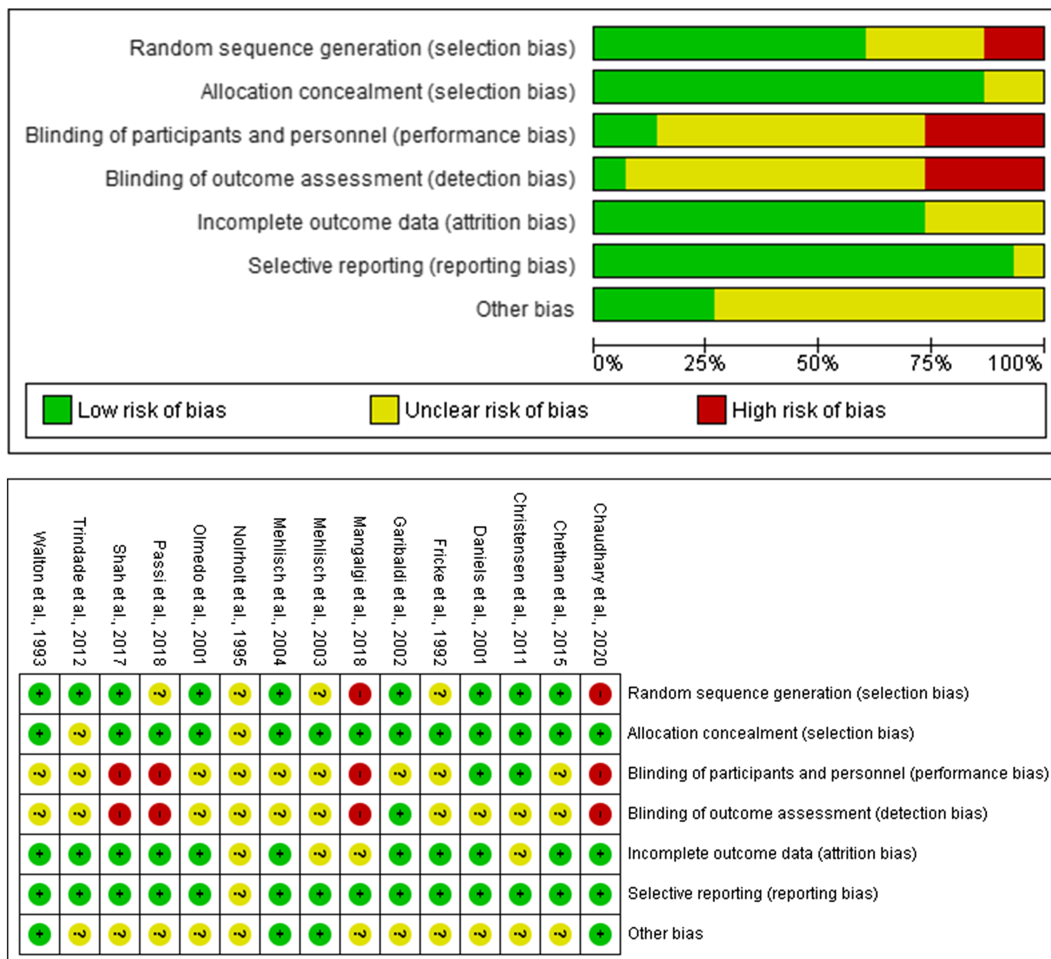 Random sequence generation (selection bias)
Allocation concealment (selection bias)
Blinding of participants and personnel (performance bias)
Blinding of outcome assessment (detection bias)
Incomplete outcome data (attrition bias)
Selective reporting (reporting bias)
Other bias
0% 25% 50% 75% 100%
Low risk of bias Unclear risk of bias High risk of bias
Walton et al., 1993
Trindade et al., 2012
Shah et al., 2017
Passi et al., 2018
Olmedo et al., 2001
Nolrholt et al., 1995
Mehlisch et al., 2004
Mehlisch et al., 2003
Mangalgi et al., 2018
Garibaldi et al., 2002
Fricke et al., 1992
Daniels et al., 2001
Christensen et al., 2011
Chethan et al., 2015
Chaudhary et al., 2020
+ + + ? + ? + ? - + ? + + + - Random sequence generation (selection bias)
+ ? + + + ? + + + + + + + + + Allocation concealment (selection bias)
? ? - - ? ? ? ? - ? ? + + ? - Blinding of participants and personnel (performance bias)
? ? - - ? ? ? ? - + ? ? ? ? - Blinding of outcome assessment (detection bias)
+ + + + + ? + ? ? + + + ? + + Incomplete outcome data (attrition bias)
+ + + + + ? + + + + + + + + + Selective reporting (reporting bias)
+ ? ? ? ? ? + + ? ? ? ? ? ? + Other bias